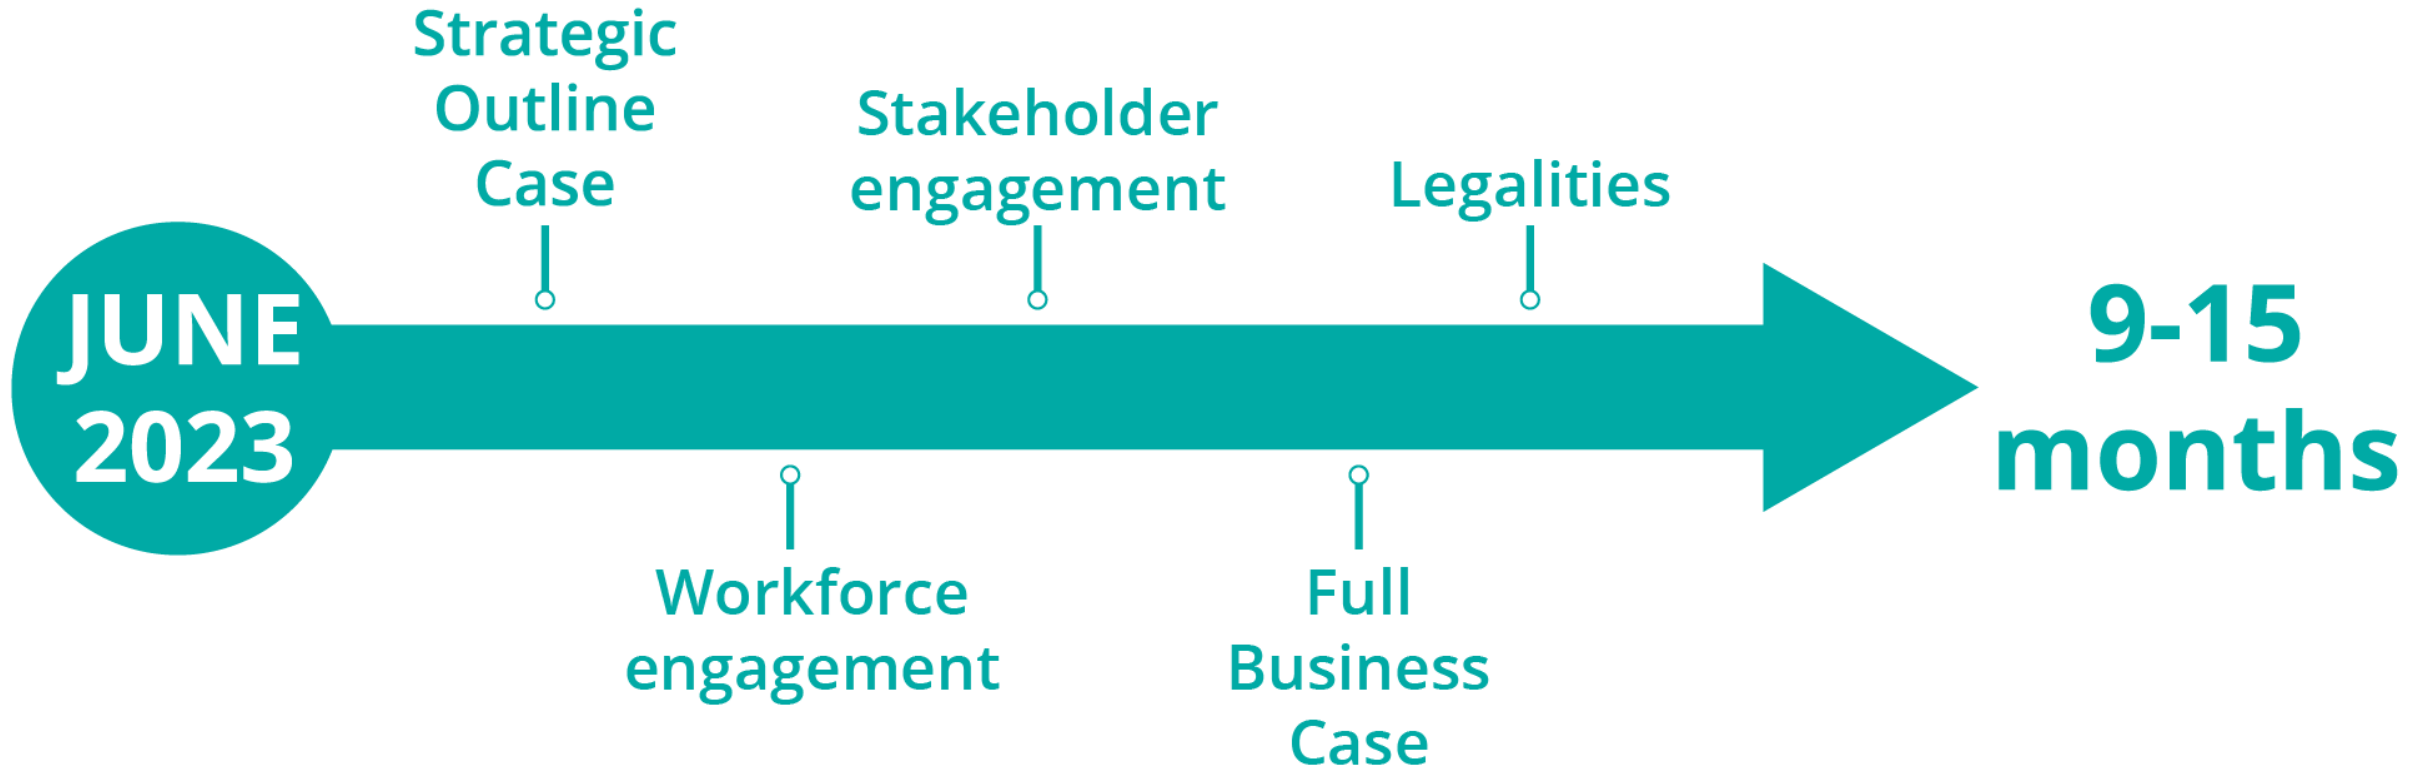 JUNE
2023
Strategic
Outline
Case
Workforce
engagement
Stakeholder
engagement
Full
Business
Case
Legalities
9-15
months